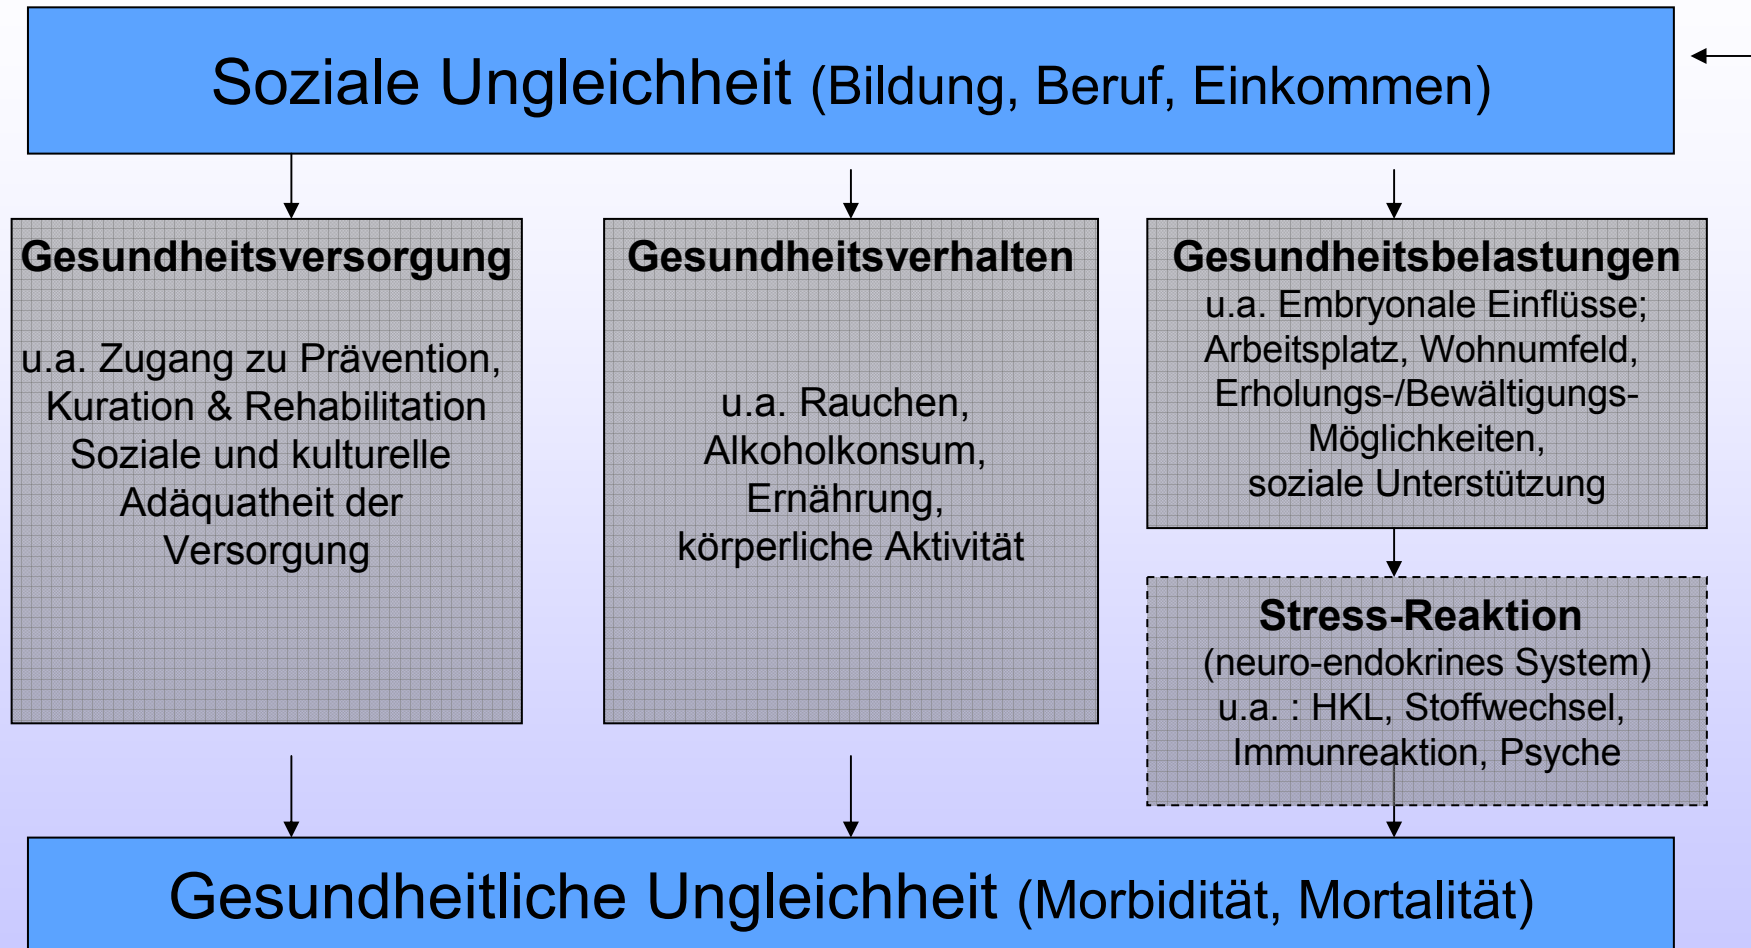 Soziale Ungleichheit (Bildung, Beruf, Einkommen)
Gesundheitsversorgung
u.a. Zugang zu Prävention,
Kuration & Rehabilitation
Soziale und kulturelle
Adäquatheit der
Versorgung
Gesundheitsverhalten
u.a. Rauchen,
Alkoholkonsum,
Ernährung,
körperliche Aktivität
Gesundheitsbelastungen
u.a. Embryonale Einflüsse;
Arbeitsplatz, Wohnumfeld,
Erholungs-/Bewältigungs-
Möglichkeiten,
soziale Unterstützung
Stress-Reaktion
(neuro-endokrines System)
u.a. : HKL, Stoffwechsel,
Immunreaktion, Psyche
Gesundheitliche Ungleichheit (Morbidität, Mortalität)